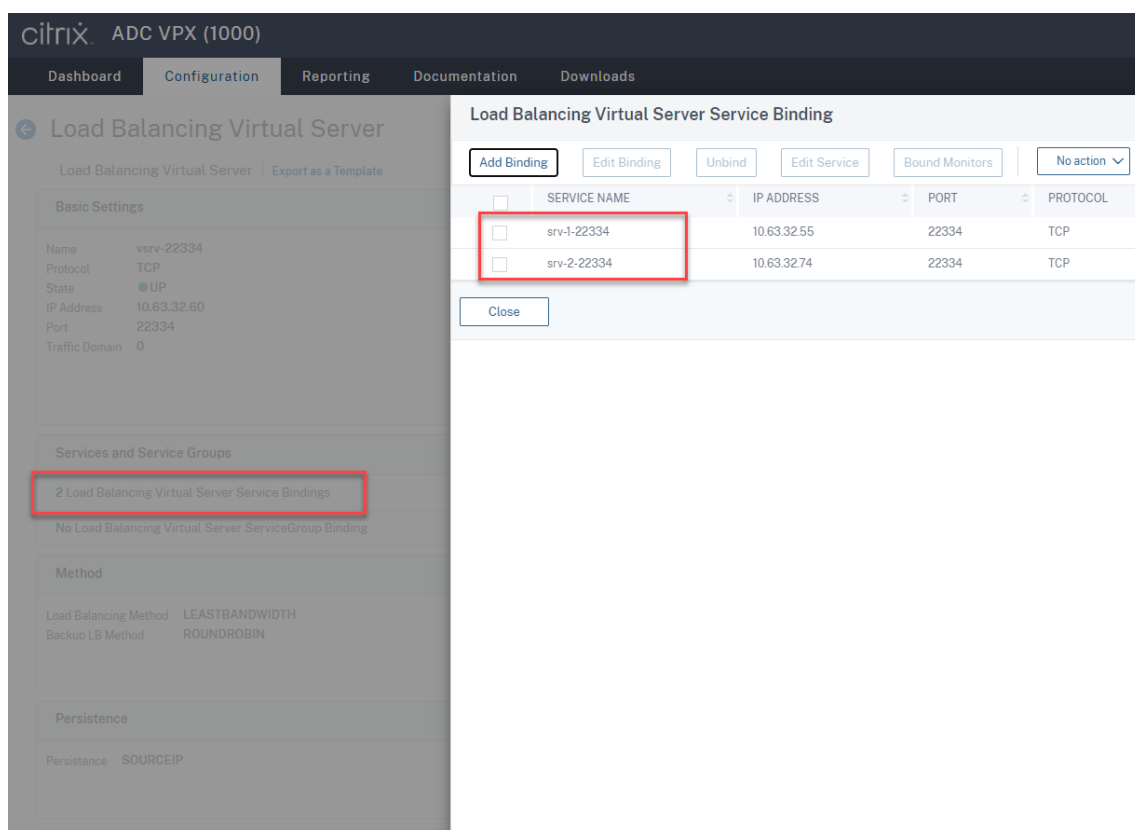 citrix. ADC VPX (1000)
Dashboard Configuration Reporting Documentation Downloads
Load Balancing Virtual Server
Load Balancing Virtual Server | Export as a Template
Basic Settings
Name vsrv-22334
Protocol TCP
State UP
IP Address 10.63.32.60
Port 22334
Traffic Domain 0
Services and Service Groups
2 Load Balancing Virtual Server Service Bindings
No Load Balancing Virtual Server ServiceGroup Binding
Method
Load Balancing Method LEASTBANDWIDTH
Backup LB Method ROUNDROBIN
Persistence
Persistence SOURCEIP
Load Balancing Virtual Server Service Binding
Add Binding Edit Binding Unbind Edit Service Bound Monitors No action
SERVICE NAME IP ADDRESS PORT PROTOCOL
srv-1-22334 10.63.32.55 22334 TCP
srv-2-22334 10.63.32.74 22334 TCP
Close